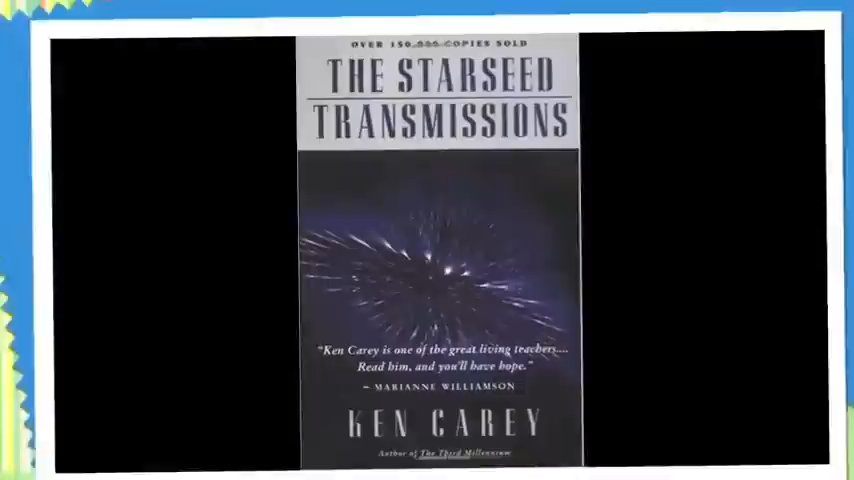 OVER 150,000 COPIES SOLD
THE STARSEED
TRANSMISSIONS
"Ken Carey is one of the great living teachers....
Read him, and you'll have hope."
– MARIANNE WILLIAMSON
KEN CAREY
Author of The Third Millennium